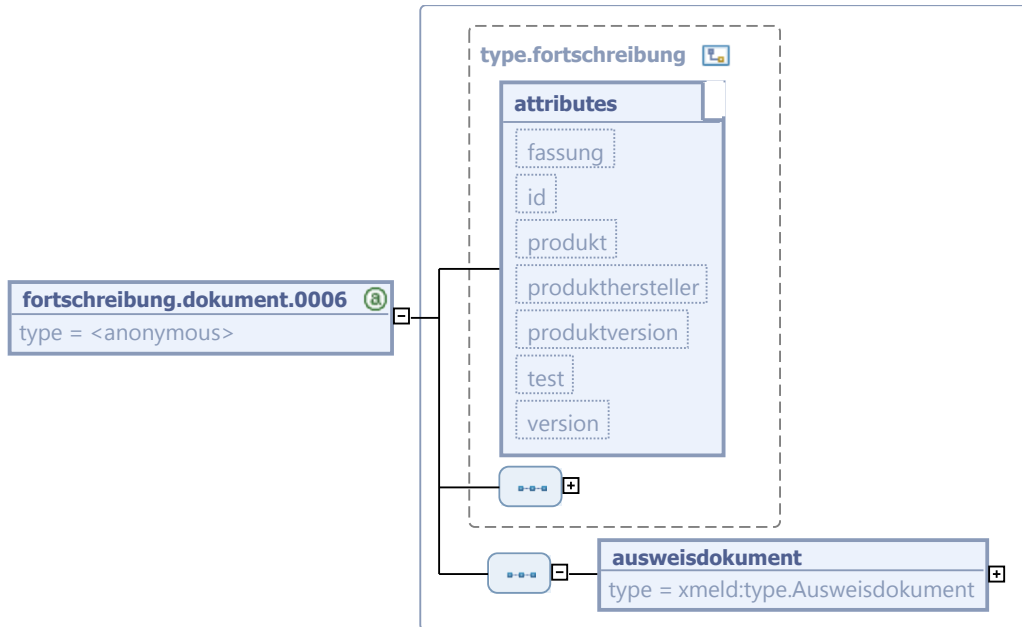 type.fortschreibung
attributes
fassung
id
produkt
produkthersteller
produktversion
test
version
fortschreibung.dokument.0006 a
type = <anonymous>
ausweisdokument
type = xmeld:type.Ausweisdokument